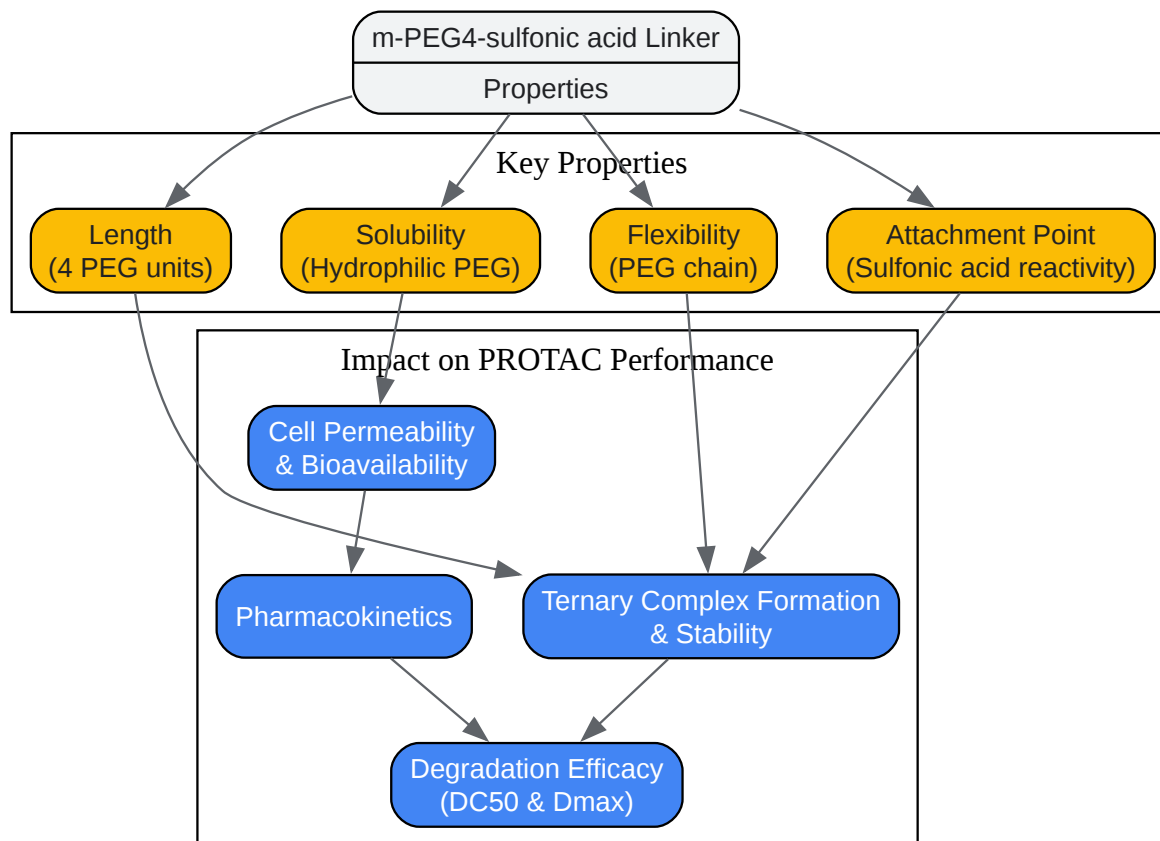 m-PEG4-sulfonic acid Linker
Properties
Key Properties
Length
(4 PEG units)
Solubility
(Hydrophilic PEG)
Flexibility
(PEG chain)
Attachment Point
(Sulfonic acid reactivity)
Impact on PROTAC Performance
Cell Permeability
& Bioavailability
Pharmacokinetics
Ternary Complex Formation
& Stability
Degradation Efficacy
(DC50 & Dmax)